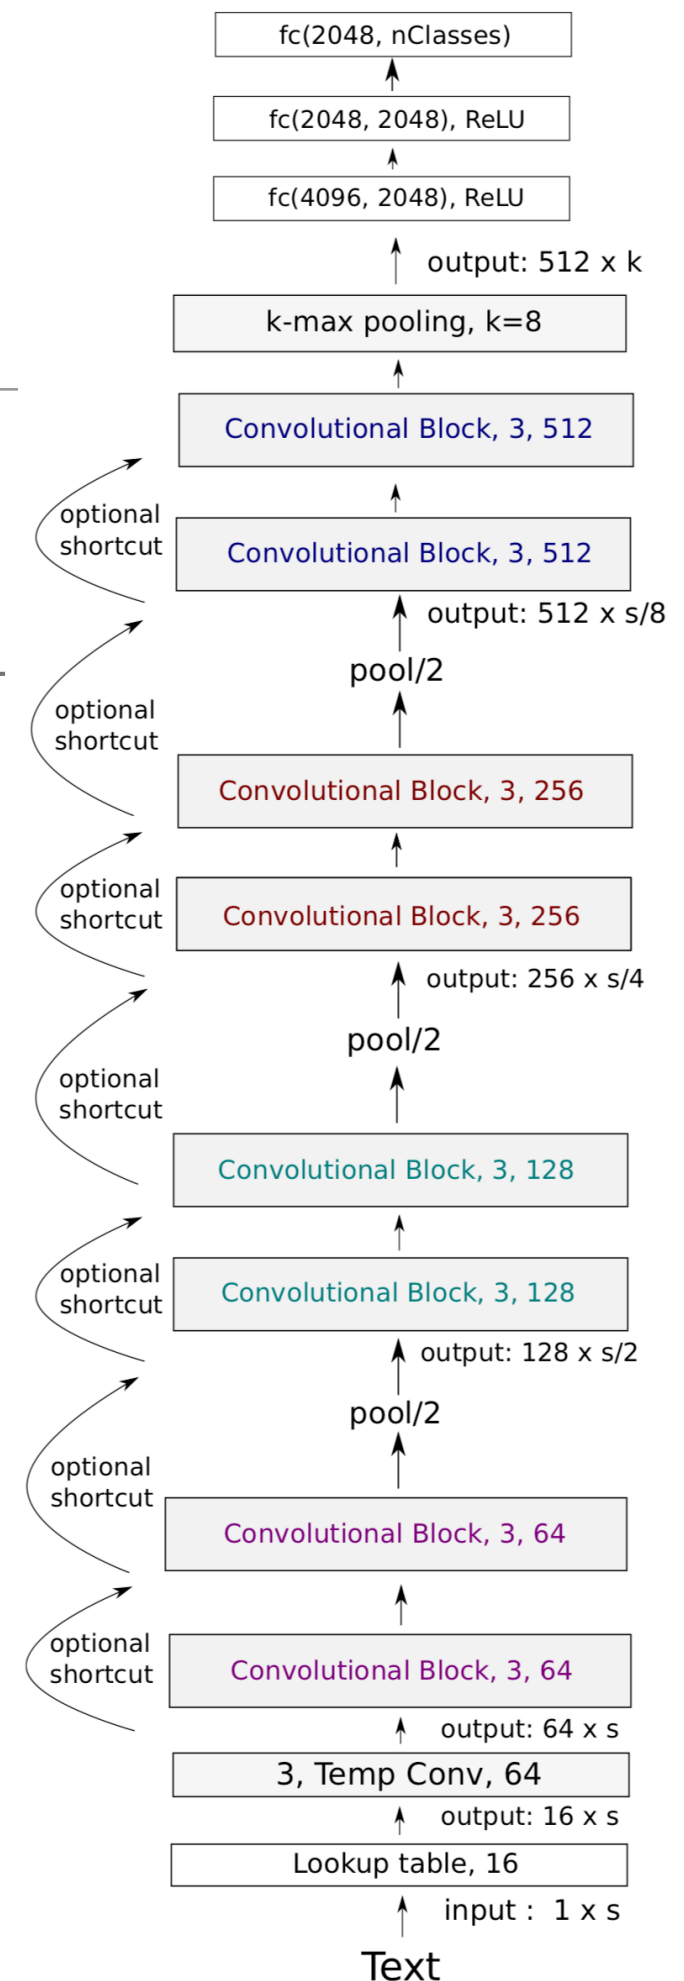 fc(2048, nClasses)
fc(2048, 2048), ReLU
fc(4096, 2048), ReLU
output: 512 x k
k-max pooling, k=8
Convolutional Block, 3, 512
optional
shortcut
Convolutional Block, 3, 512
output: 512 x s/8
pool/2
optional
shortcut
Convolutional Block, 3, 256
optional
shortcut
Convolutional Block, 3, 256
output: 256 x s/4
pool/2
optional
shortcut
Convolutional Block, 3, 128
optional
shortcut
Convolutional Block, 3, 128
output: 128 x s/2
pool/2
optional
shortcut
Convolutional Block, 3, 64
optional
shortcut
Convolutional Block, 3, 64
output: 64 x s
3, Temp Conv, 64
output: 16 x s
Lookup table, 16
input :  1 x s
Text